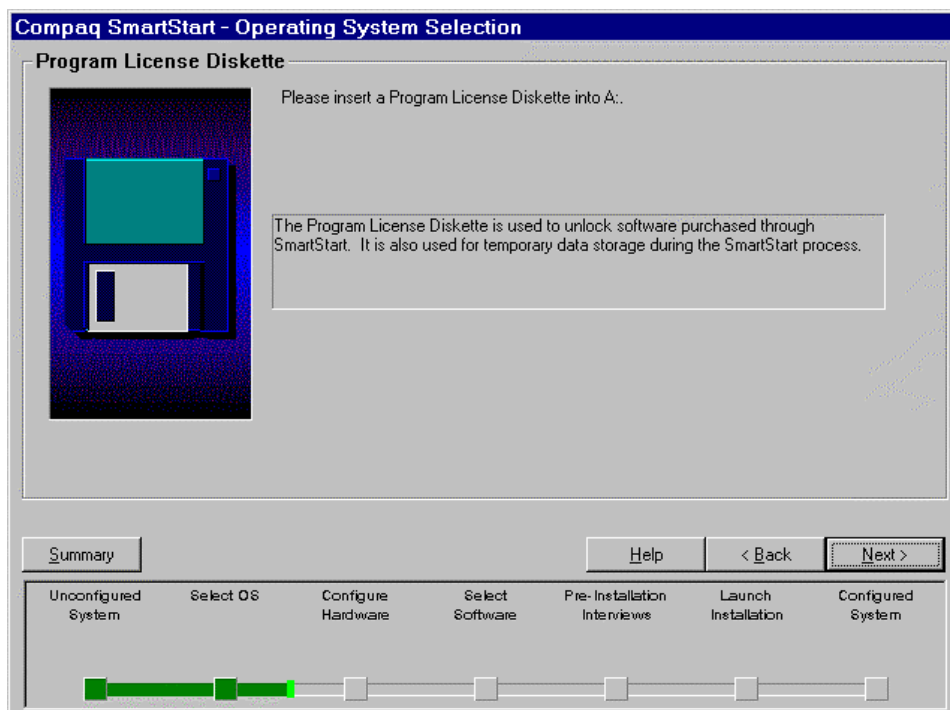 Compaq SmartStart - Operating System Selection
Program License Diskette
Please insert a Program License Diskette into A:.
The Program License Diskette is used to unlock software purchased through
SmartStart.  It is also used for temporary data storage during the SmartStart process.
Summary
Help
< Back
Next >
Unconfigured
System
Select OS
Configure
Hardware
Select
Software
Pre-Installation
Interviews
Launch
Installation
Configured
System